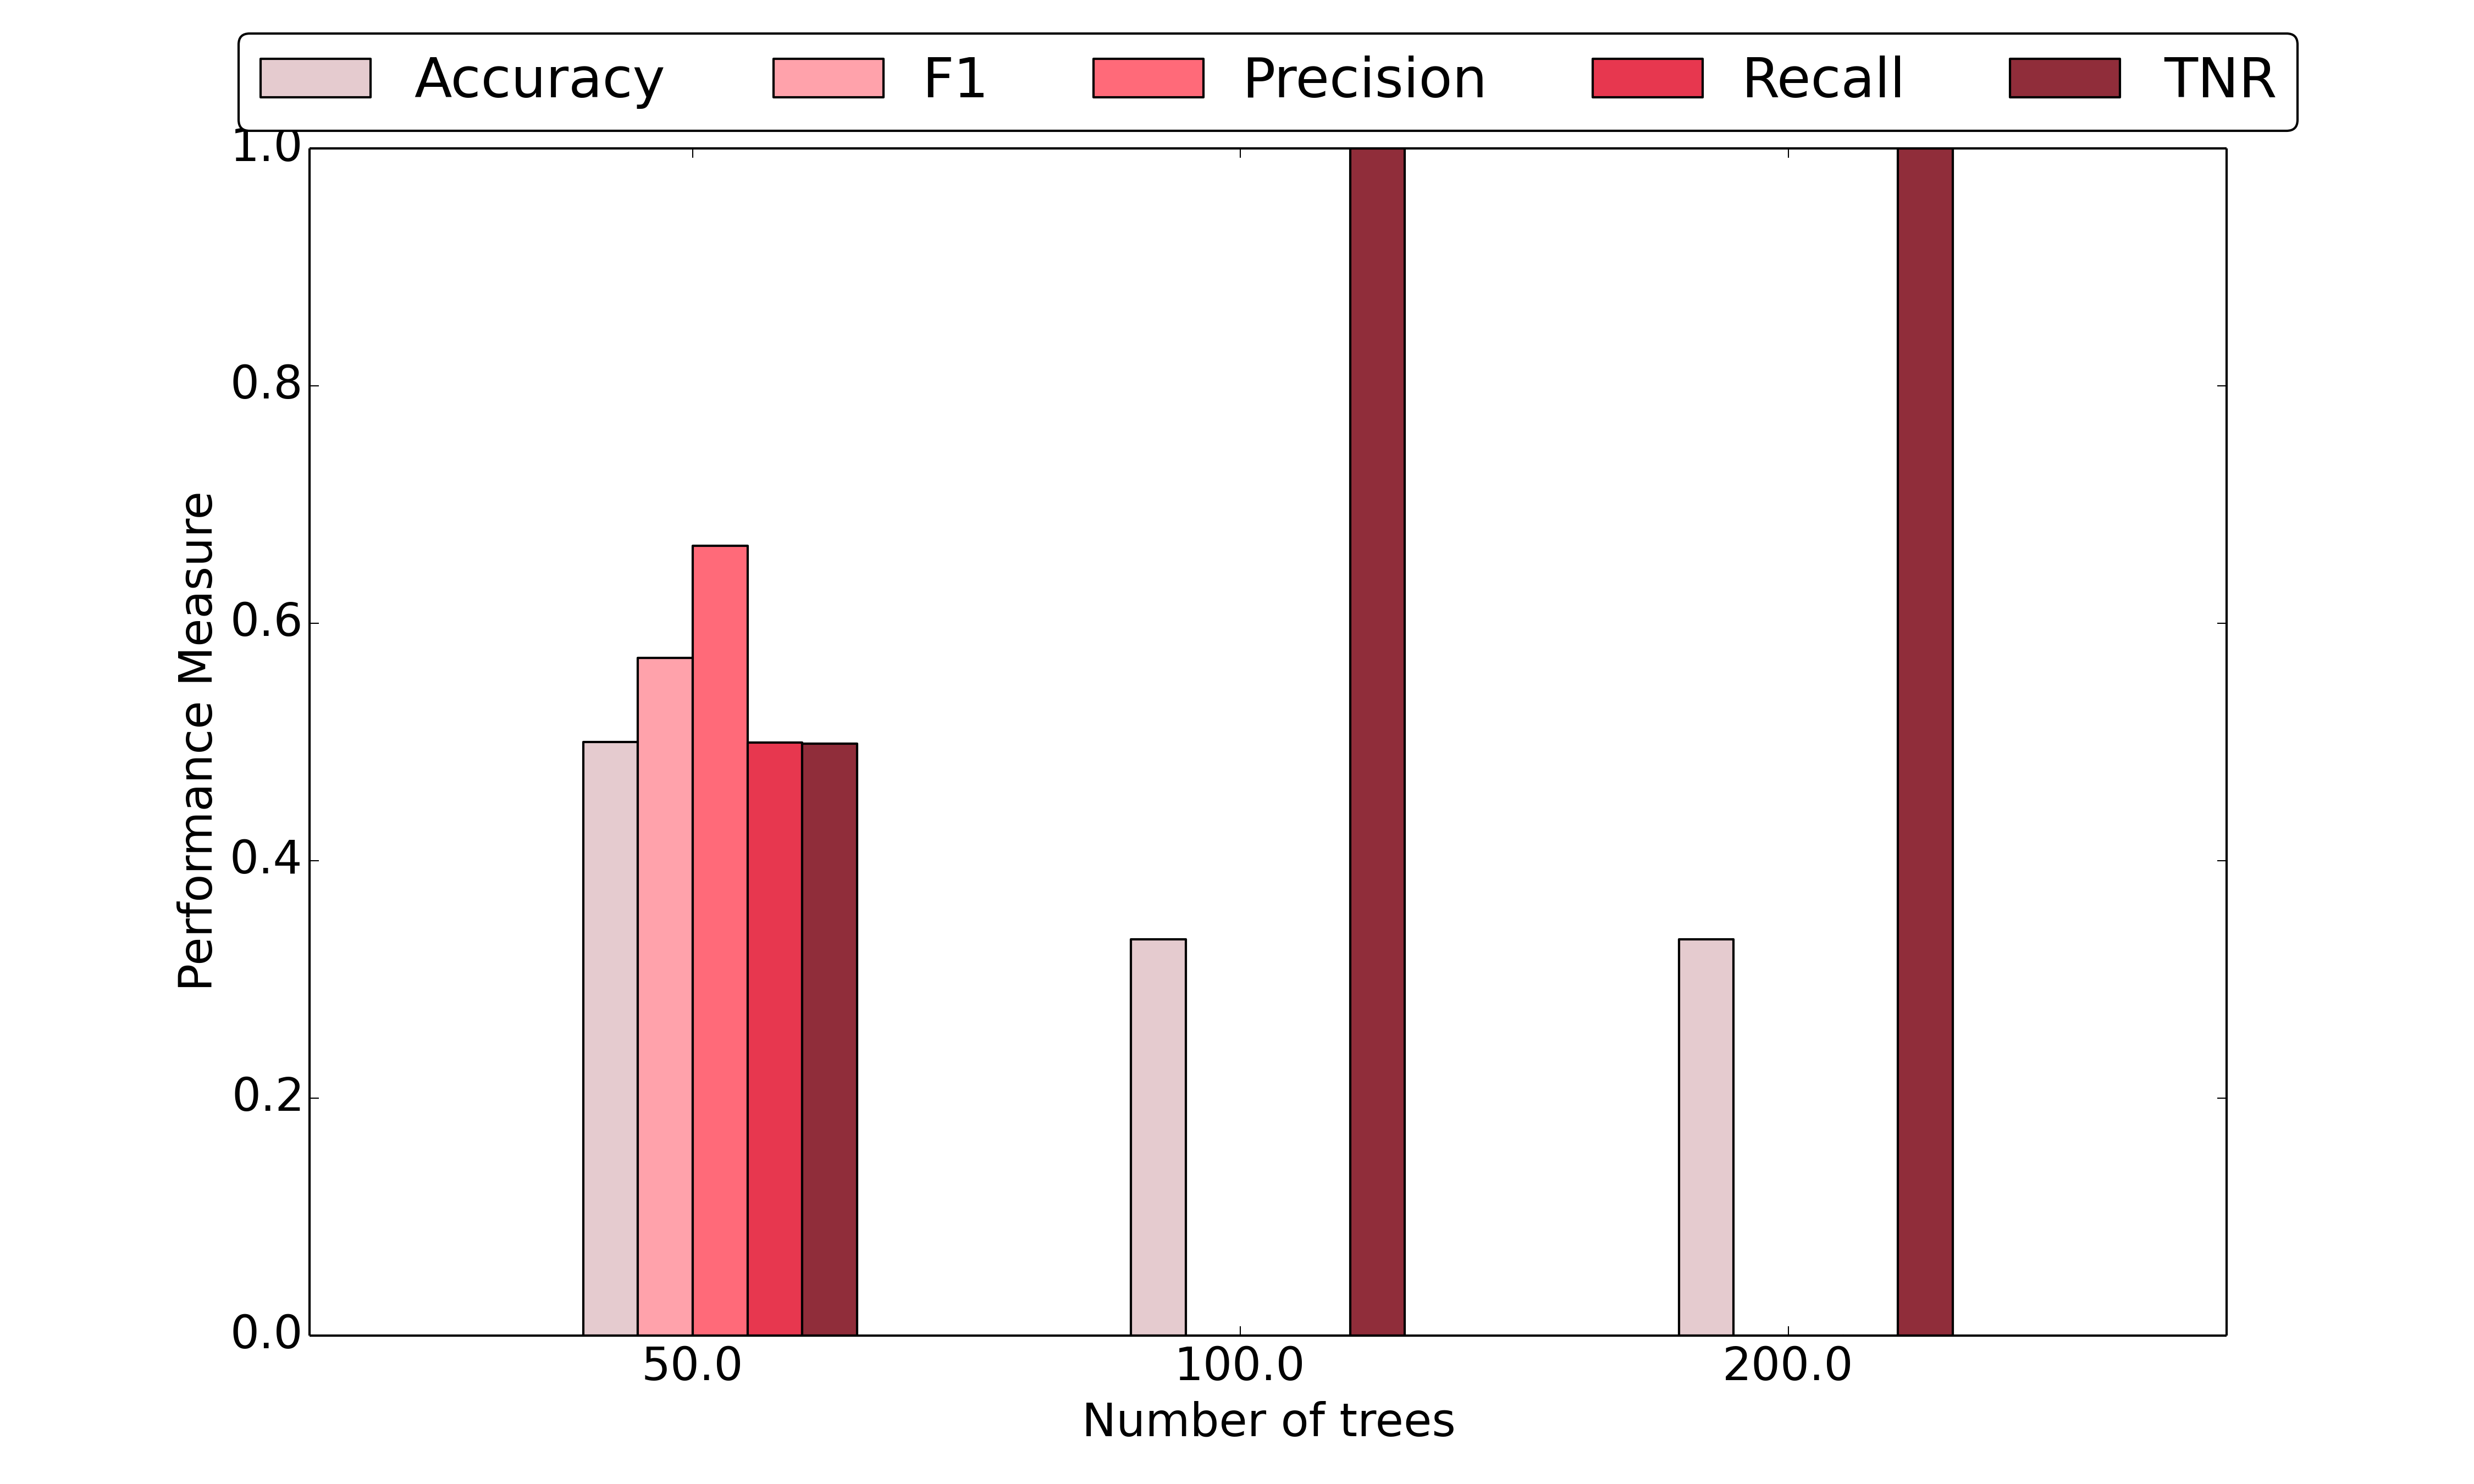 Accuracy F1 Precision Recall TNR
1.0
0.8
0.6
0.4
0.2
0.0
Performance Measure
50.0 100.0 200.0
Number of trees